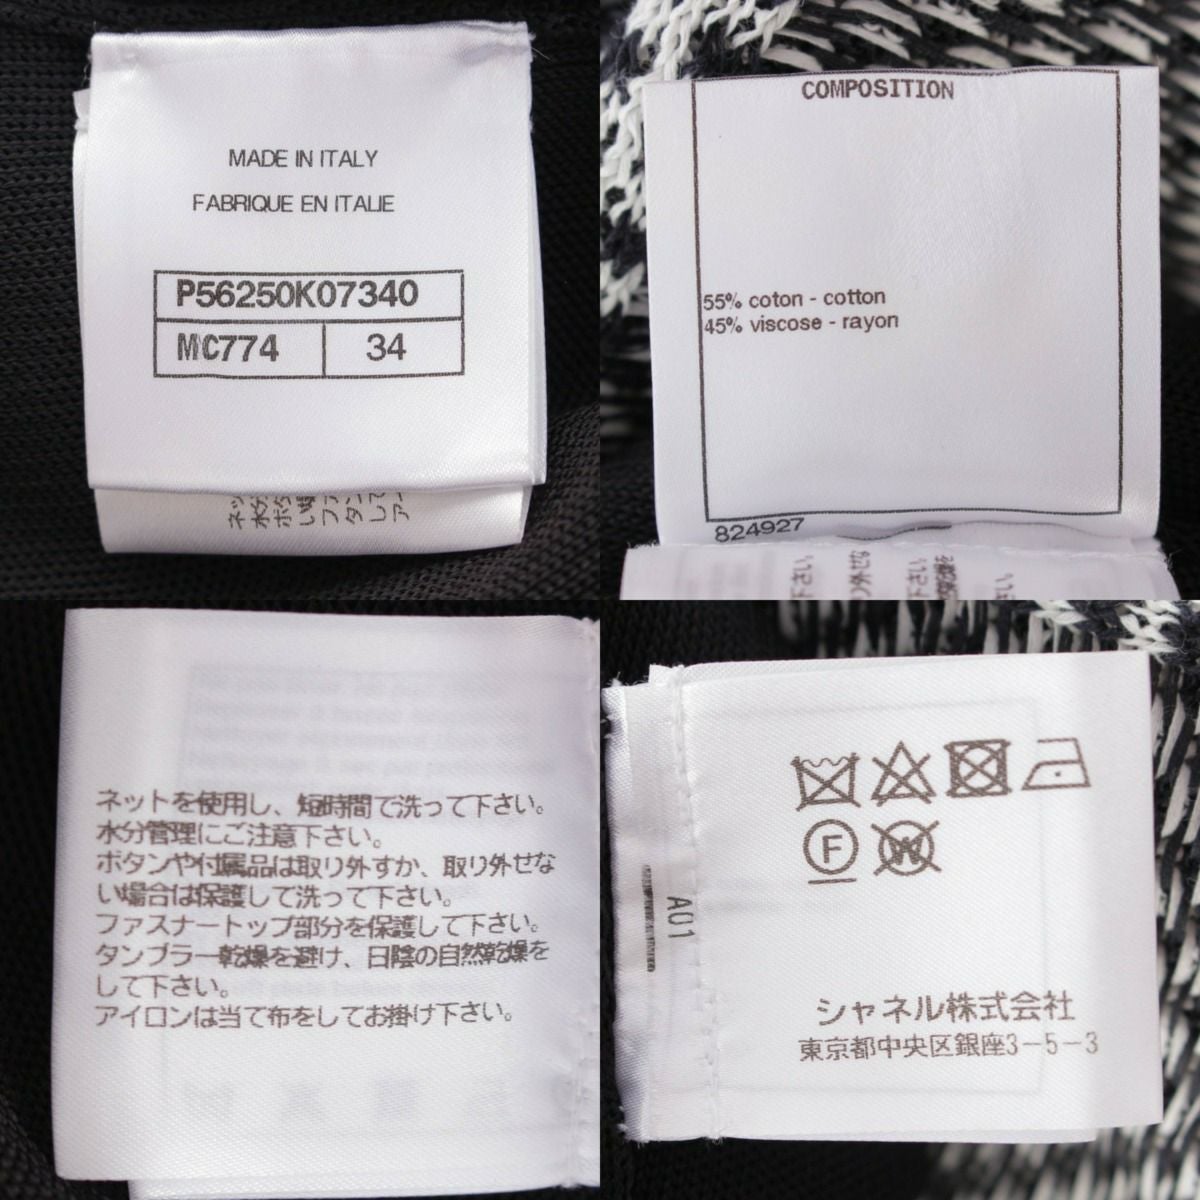 MADE IN ITALY
FABRIQUE EN ITALIE
P56250K07340
MC774 34
COMPOSITION
55% coton - cotton
45% viscose - rayon
824927
ネットを使用し、短時間で洗って下さい。
水分管理にご注意下さい。
ボタンや付属品は取り外すか、取り外せな
い場合は保護して洗って下さい。
ファスナートップ部分を保護して下さい。
タンブラー乾燥を避け、日陰の自然乾燥を
して下さい。
アイロンは当て布をしてお掛け下さい。
F
W
A01
シャネル株式会社
東京都中央区銀座3-5-3